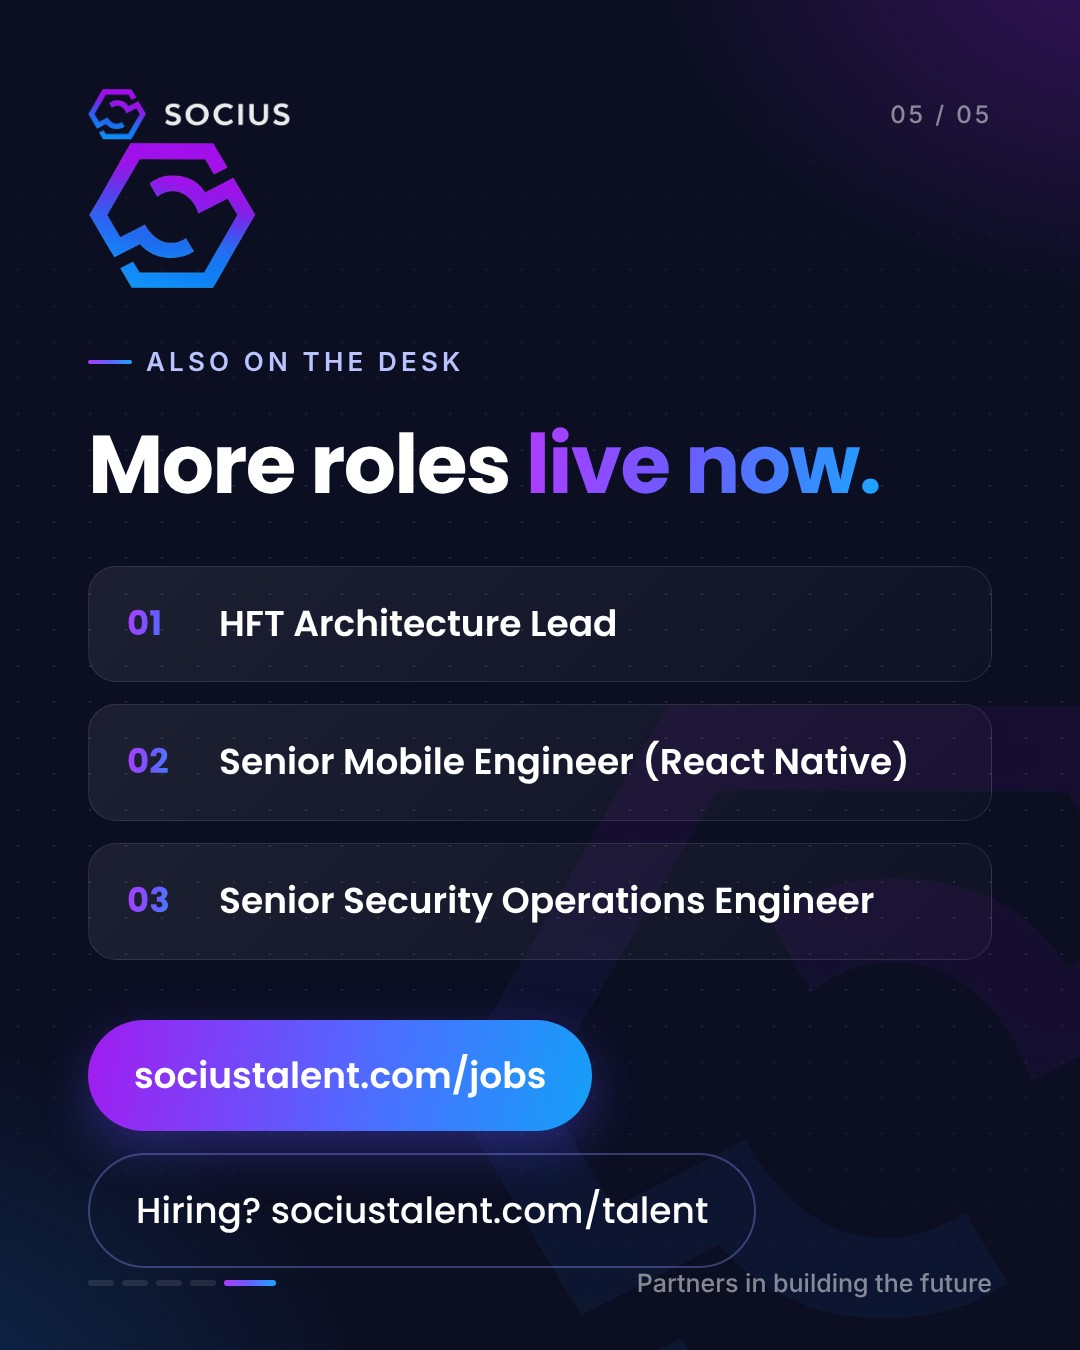 SOCIUS
05 / 05
ALSO ON THE DESK
More roles live now.
01 HFT Architecture Lead
02 Senior Mobile Engineer (React Native)
03 Senior Security Operations Engineer
sociustalent.com/jobs
Hiring? sociustalent.com/talent
Partners in building the future